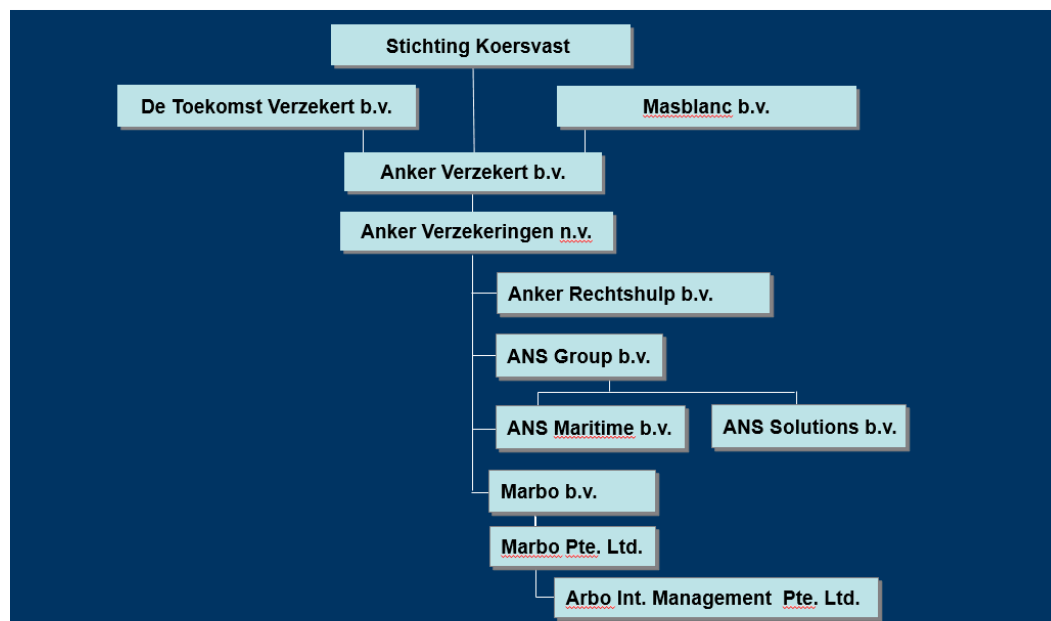 Stichting Koersvast
De Toekomst Verzekert b.v.
Masblanc b.v.
Anker Verzekert b.v.
Anker Verzekeringen n.v.
Anker Rechtshulp b.v.
ANS Group b.v.
ANS Maritime b.v.
ANS Solutions b.v.
Marbo b.v.
Marbo Pte. Ltd.
Arbo Int. Management Pte. Ltd.